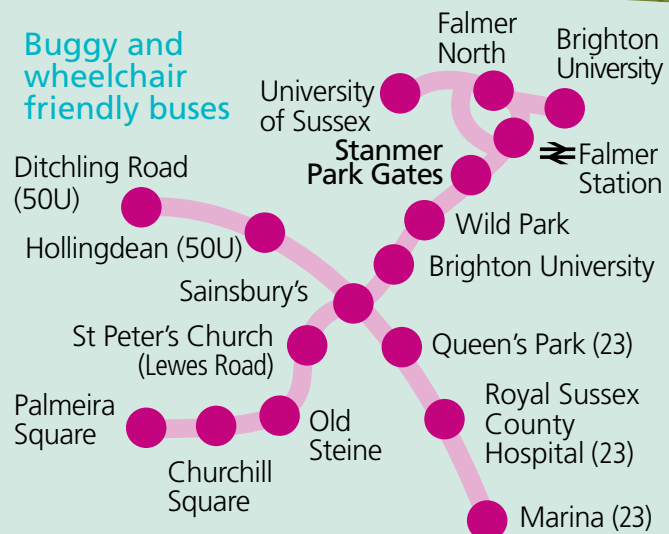 Buggy and
wheelchair
friendly buses
Falmer
North
Brighton
University
University
of Sussex
Stanmer
Park Gates
Falmer
Station
Ditchling Road
(50U)
Wild Park
Hollingdean (50U)
Brighton University
Sainsbury's
St Peter's Church
(Lewes Road)
Queen's Park (23)
Palmeira
Square
Old
Steine
Royal Sussex
County
Hospital (23)
Churchill
Square
Marina (23)